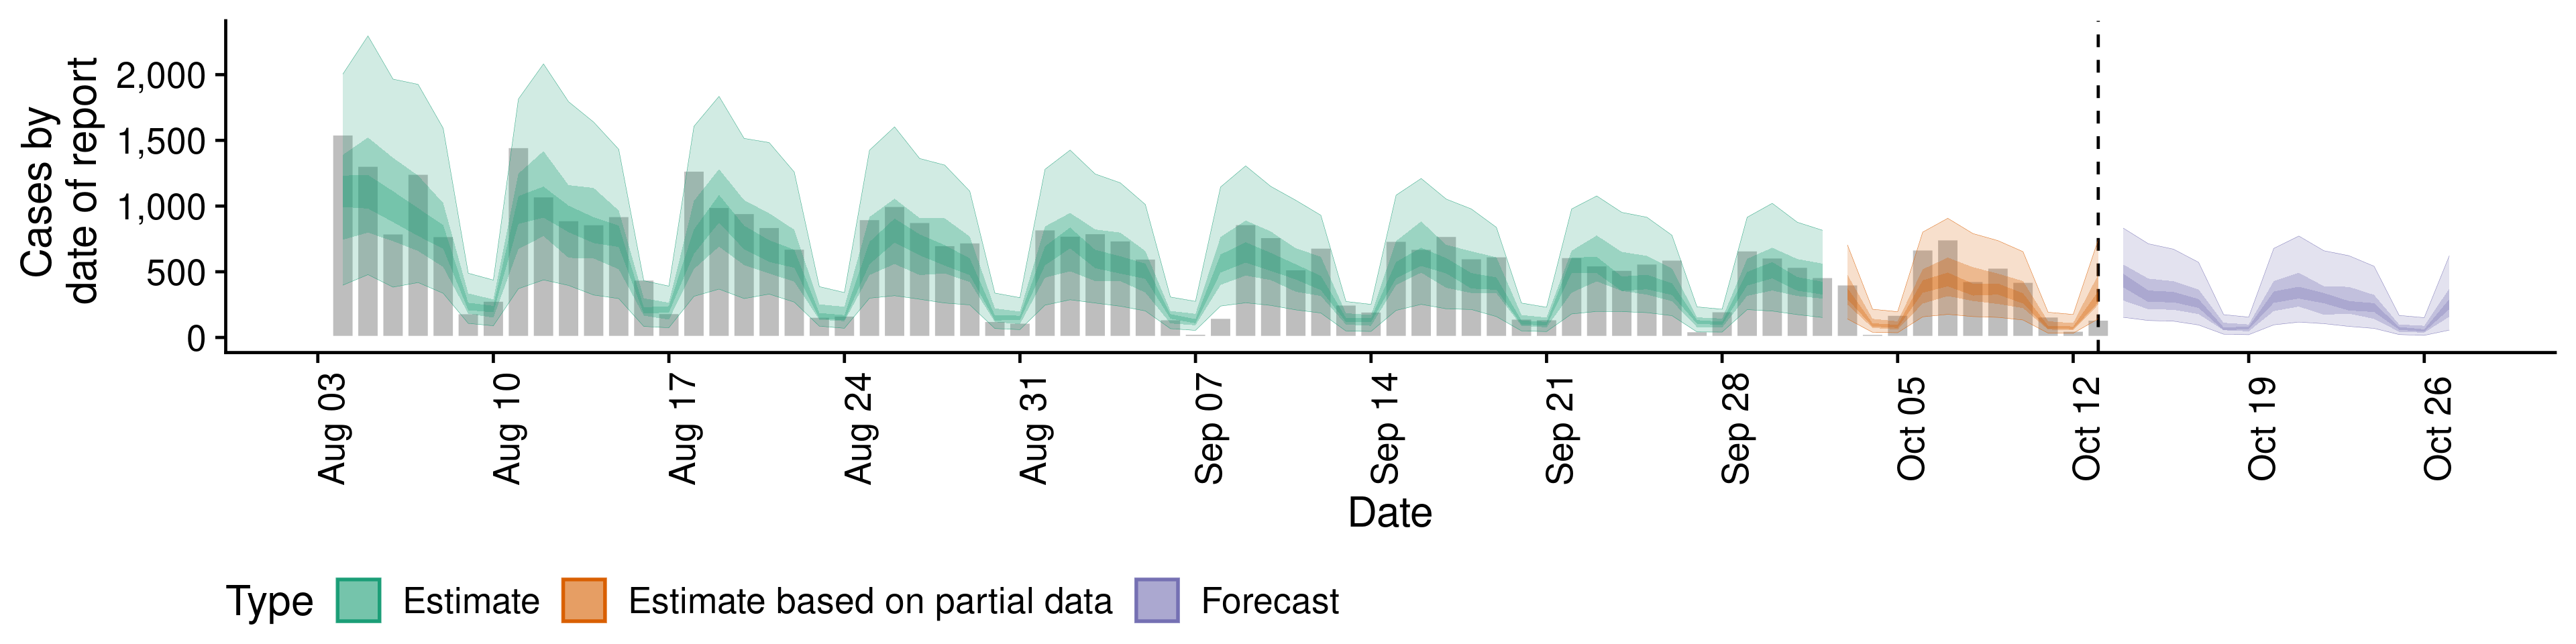 Cases by
date of report
2,000
1,500
1,000
500
0
Aug 03
Aug 10
Aug 17
Aug 24
Aug 31
Sep 07
Sep 14
Sep 21
Sep 28
Oct 05
Oct 12
Oct 19
Oct 26
Date
Type
Estimate
Estimate based on partial data
Forecast